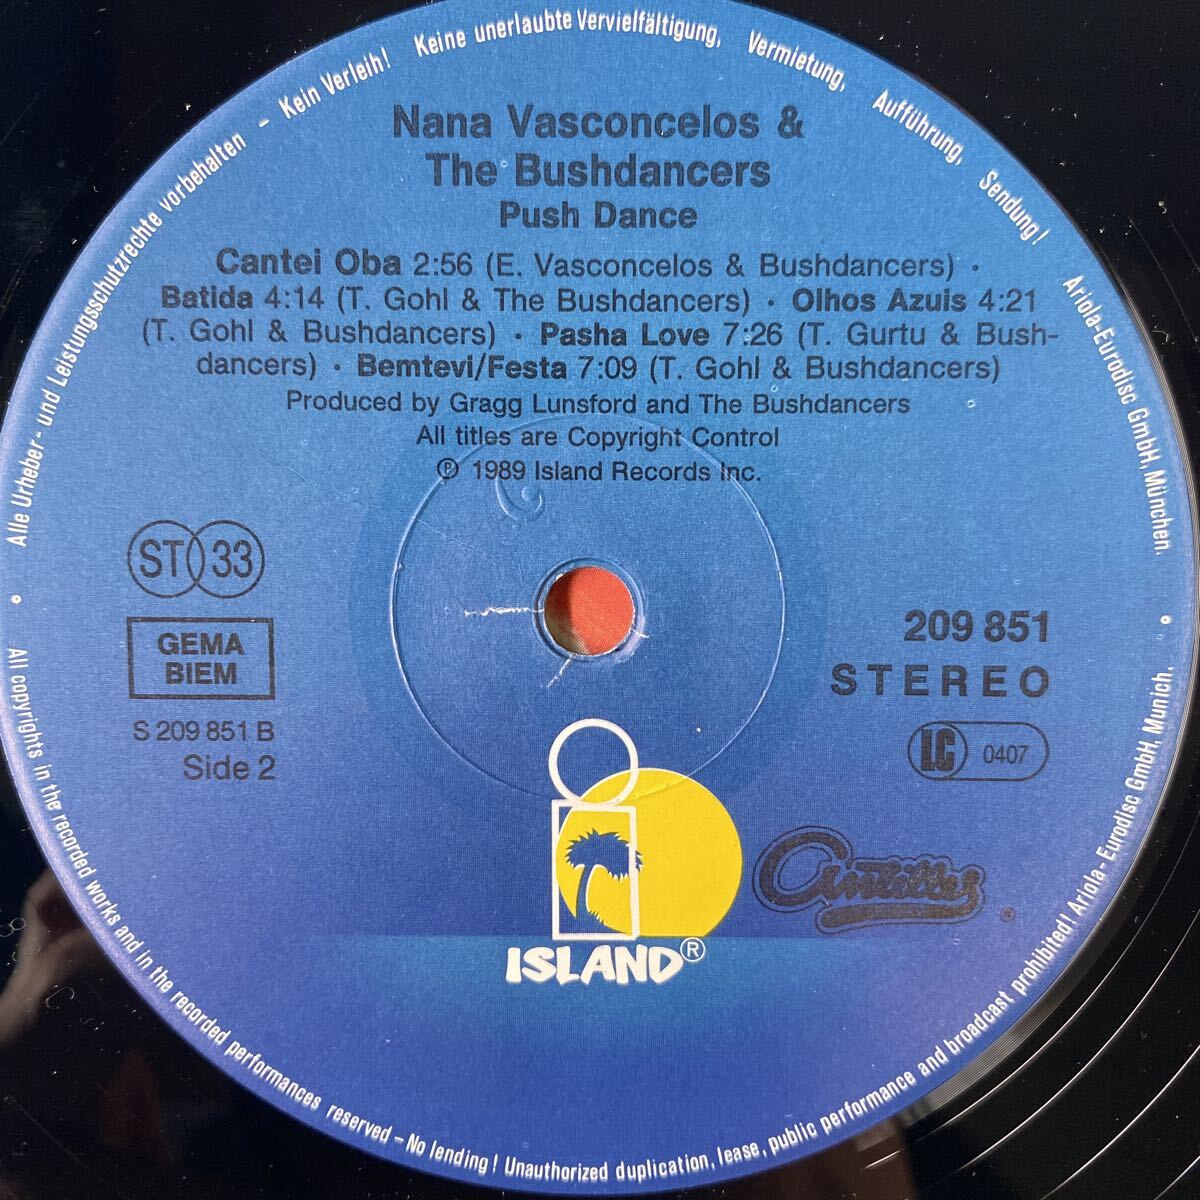 Nana Vasconcelos &
The Bushdancers
Push Dance
Cantei Oba 2:56 (E. Vasconcelos & Bushdancers) ·
Batida 4:14 (T. Gohl & The Bushdancers) · Olhos Azuis 4:21
(T. Gohl & Bushdancers) · Pasha Love 7:26 (T. Gurtu & Bush-
dancers) · Bemtevi/Festa 7:09 (T. Gohl & Bushdancers)
Produced by Gragg Lunsford and The Bushdancers
All titles are Copyright Control
℗ 1989 Island Records Inc.
ST 33
GEMA
BIEM
S 209 851 B
Side 2
209 851
STEREO
LC 0407
ISLAND®
Antilles ®
Alle Urheber- und Leistungsschutzrechte vorbehalten – Kein Verleih! Keine unerlaubte Vervielfältigung, Vermietung, Aufführung, Sendung! Ariola-Eurodisc GmbH, München.
All copyrights in the recorded works and in the recorded performances reserved – No lending! Unauthorized duplication, lease, public performance and broadcast prohibited! Ariola-Eurodisc GmbH, Munich.